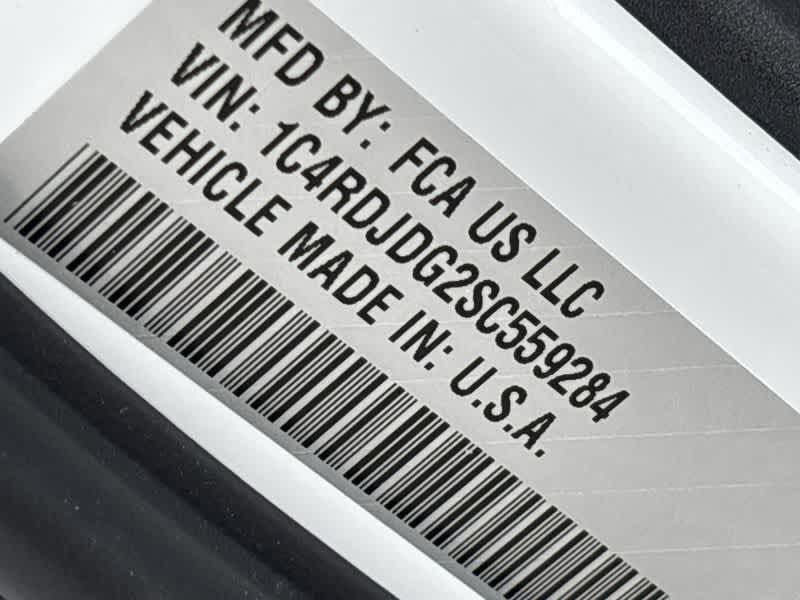 MFD BY: FCA US LLC
VIN: 1C4RDJDG2SC559284
VEHICLE MADE IN: U.S.A.